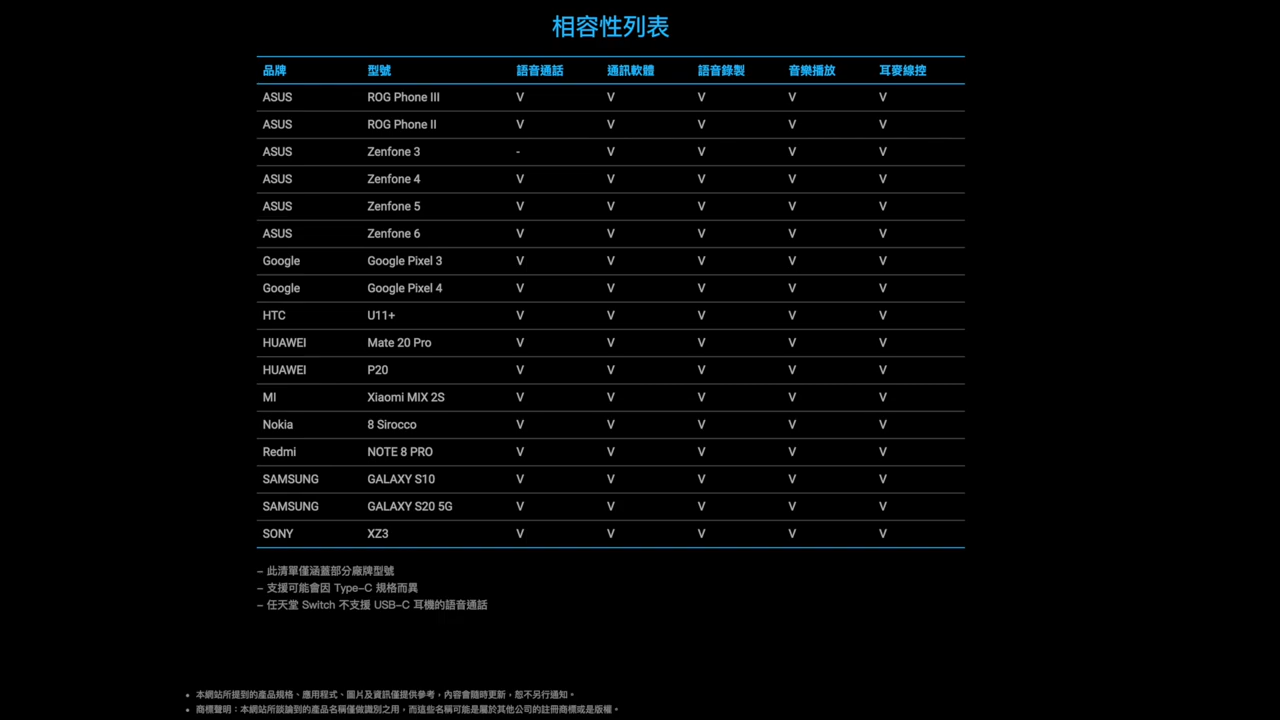 相容性列表
品牌 型號 語音通話 通訊軟體 語音錄製 音樂播放 耳麥線控
ASUS ROG Phone III V V V V V
ASUS ROG Phone II V V V V V
ASUS Zenfone 3 - V V V V
ASUS Zenfone 4 V V V V V
ASUS Zenfone 5 V V V V V
ASUS Zenfone 6 V V V V V
Google Google Pixel 3 V V V V V
Google Google Pixel 4 V V V V V
HTC U11+ V V V V V
HUAWEI Mate 20 Pro V V V V V
HUAWEI P20 V V V V V
MI Xiaomi MIX 2S V V V V V
Nokia 8 Sirocco V V V V V
Redmi NOTE 8 PRO V V V V V
SAMSUNG GALAXY S10 V V V V V
SAMSUNG GALAXY S20 5G V V V V V
SONY XZ3 V V V V V
– 此清單僅涵蓋部分廠牌型號
– 支援可能會因 Type-C 規格而異
– 任天堂 Switch 不支援 USB-C 耳機的語音通話
• 本網站所提到的產品規格、應用程式、圖片及資訊僅提供參考，內容會隨時更新，恕不另行通知。
• 商標聲明：本網站所談論到的產品名稱僅做識別之用，而這些名稱可能是屬於其他公司的註冊商標或是版權。